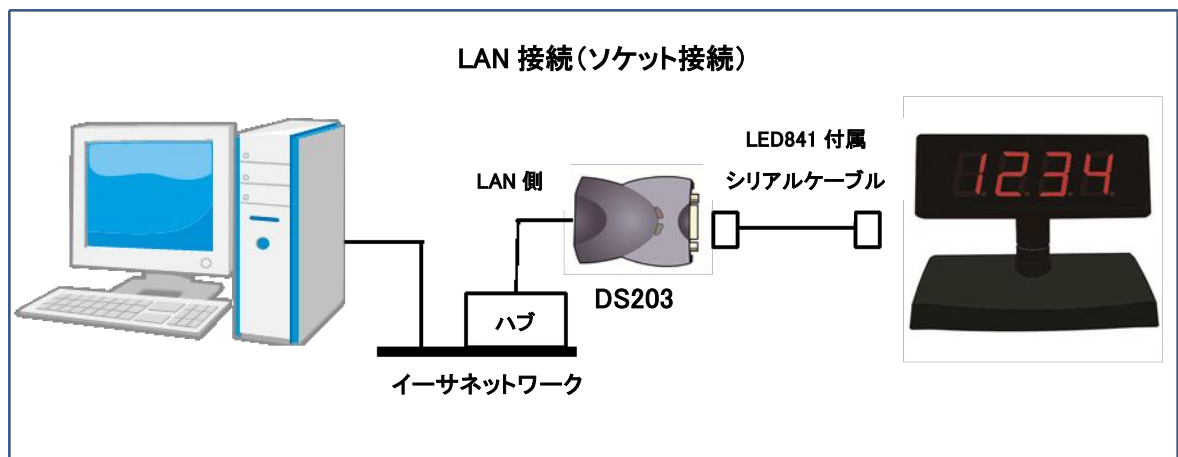 LAN 接続(ソケット接続)
LED841 付属
シリアルケーブル
LAN 側
1234
DS203
ハブ
イーサネットワーク